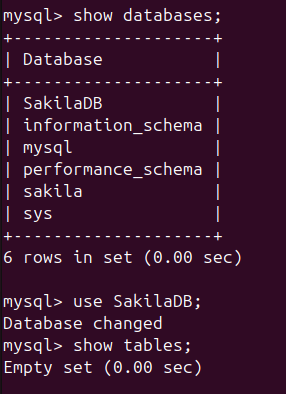 mysql> show databases;
+--------------------+
| Database           |
+--------------------+
| SakilaDB           |
| information_schema |
| mysql              |
| performance_schema |
| sakila             |
| sys                |
+--------------------+
6 rows in set (0.00 sec)

mysql> use SakilaDB;
Database changed
mysql> show tables;
Empty set (0.00 sec)